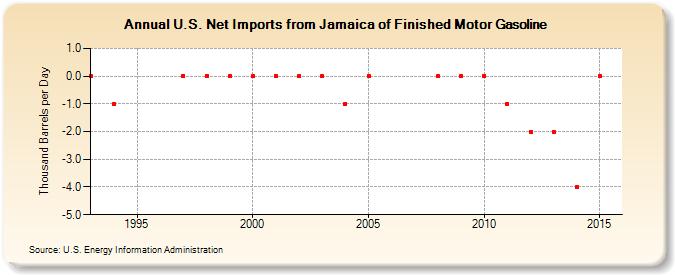 Annual U.S. Net Imports from Jamaica of Finished Motor Gasoline
Thousand Barrels per Day
1.0
0.0
-1.0
-2.0
-3.0
-4.0
-5.0
1995 2000 2005 2010 2015
Source: U.S. Energy Information Administration